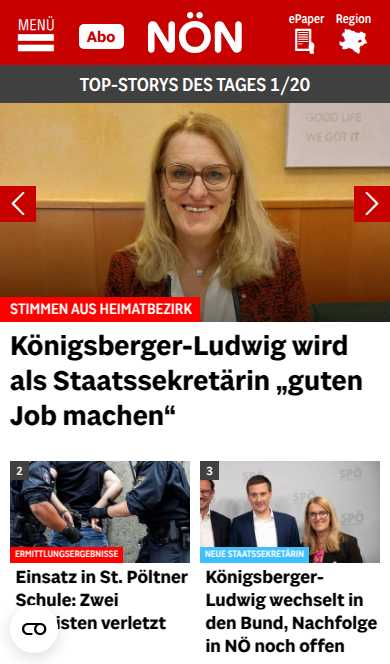 MENÜ
Abo
NÖN
ePaper
Region
TOP-STORYS DES TAGES 1/20
GOOD LIFE
WE GOT IT
STIMMEN AUS HEIMATBEZIRK
Königsberger-Ludwig wird
als Staatssekretärin „guten
Job machen“
2
ERMITTLUNGSERGEBNISSE
Einsatz in St. Pöltner
Schule: Zwei
verletzt
3
SPÖ
SPÖ
SPÖ
NEUE STAATSSEKRETÄRIN
Königsberger-
Ludwig wechselt in
den Bund, Nachfolge
in NÖ noch offen